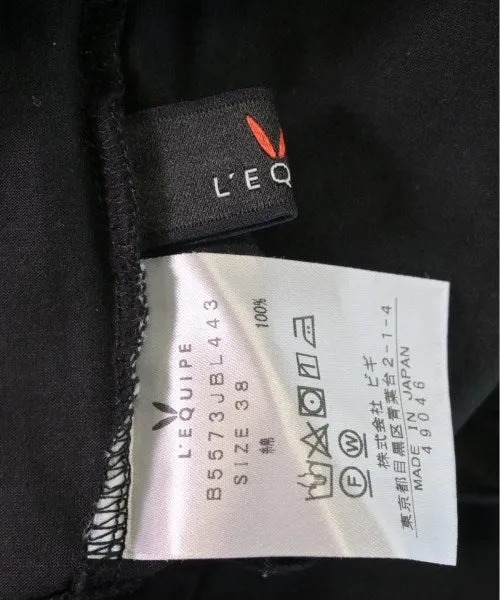 L'EQ
L'EQUIPE
B5573JBL443
SIZE 38
綿 100%
F W
株式会社 ビギ
東京都目黒区青葉台2-1-4
MADE IN JAPAN
49046